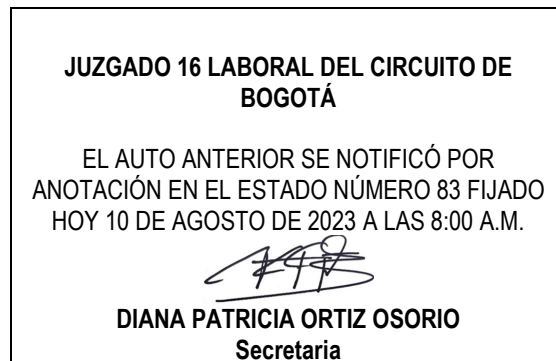 JUZGADO 16 LABORAL DEL CIRCUITO DE
BOGOTÁ
EL AUTO ANTERIOR SE NOTIFICÓ POR
ANOTACIÓN EN EL ESTADO NÚMERO 83 FIJADO
HOY 10 DE AGOSTO DE 2023 A LAS 8:00 A.M.
DIANA PATRICIA ORTIZ OSORIO
Secretaria